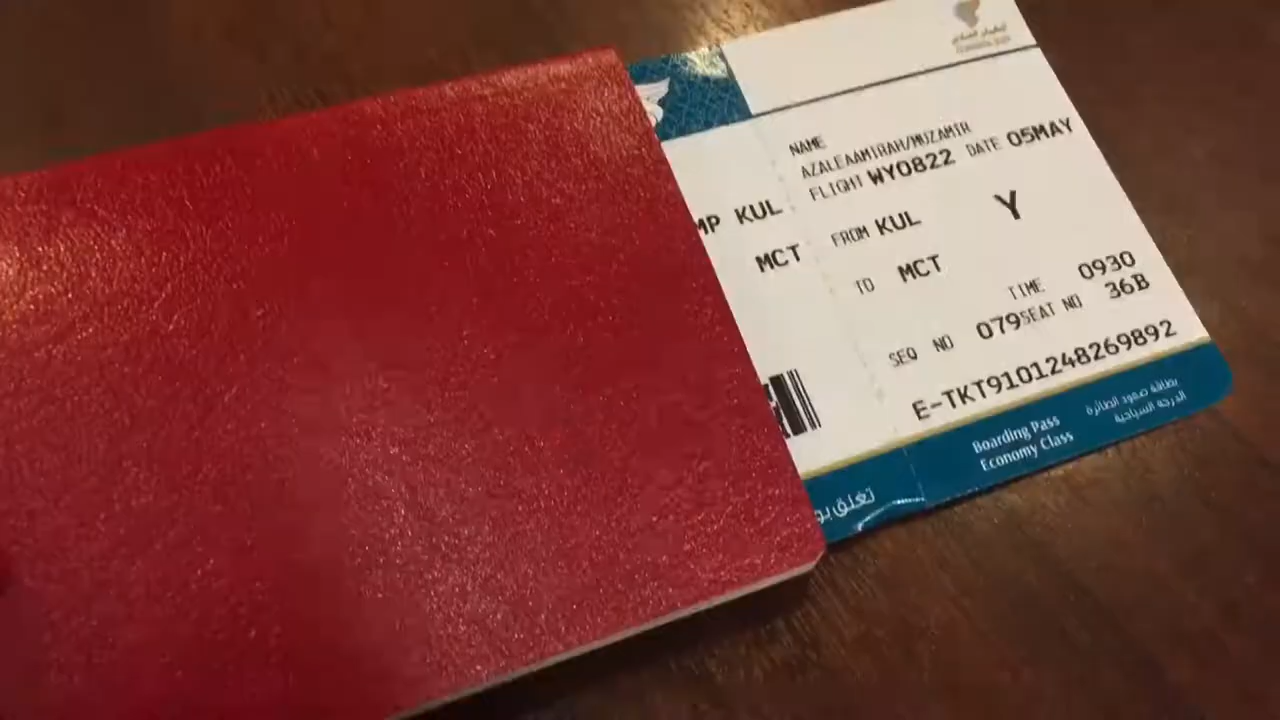 NAME
AZALEAAMIRAH/MUZAMIR
FLIGHT WY0822 DATE 05MAY
MP KUL
FROM KUL Y
MCT
TO MCT
TIME 0930
SEQ NO 079 SEAT NO 36B
E-TKT9101248269892
Boarding Pass
Economy Class
بطاقة صعود الطائرة
الدرجة السياحية